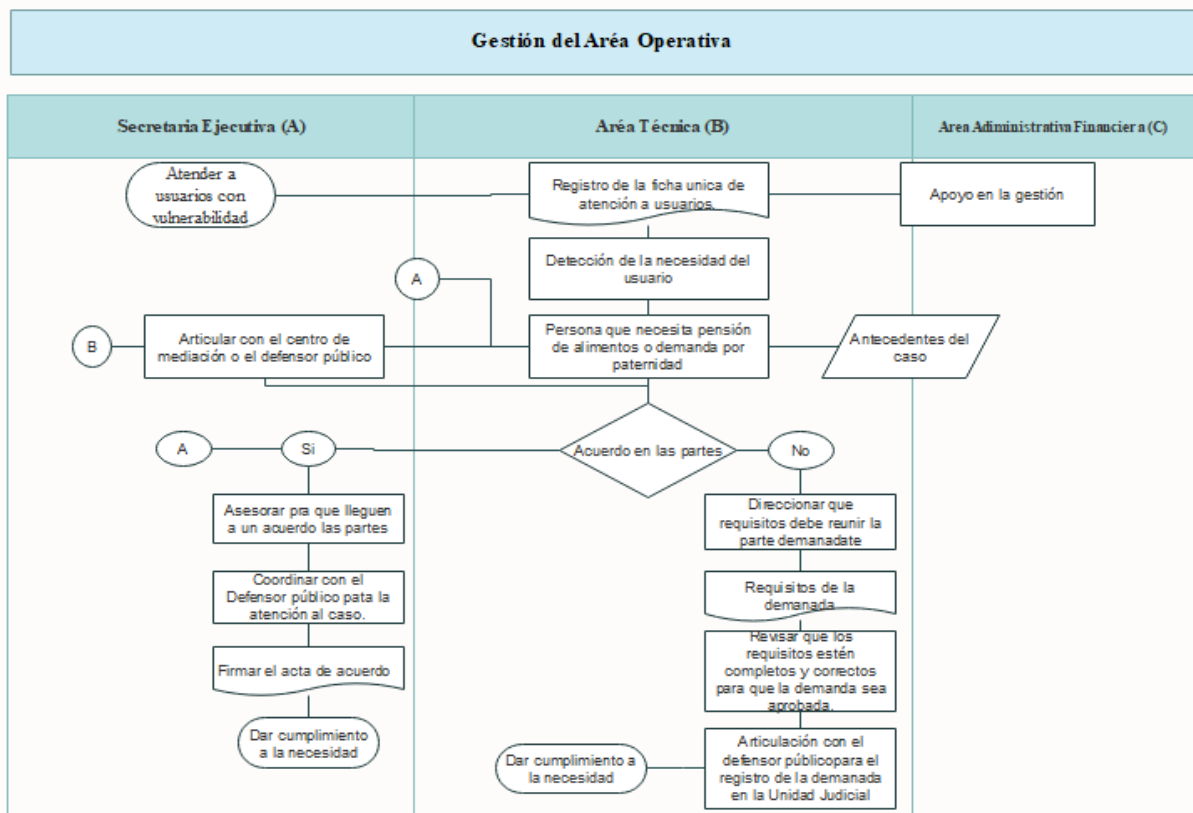 Gestión del Aréa Operativa
Secretaria Ejecutiva (A)
Aréa Técnica (B)
Area Adiministrativa Financiera (C)
Atender a
usuarios con
vulnerabilidad
Registro de la ficha unica de
atención a usuarios.
Apoyo en la gestión
Detección de la necesidad del
usuario
A
B
Articular con el centro de
mediación o el defensor público
Persona que necesita pensión
de alimentos o demanda por
paternidad
Antecedentes del
caso
A
Si
Acuerdo en las partes
No
Asesorar pra que lleguen
a un acuerdo las partes
Direccionar que
requisitos debe reunir la
parte demanadate
Coordinar con el
Defensor público pata la
atención al caso.
Requisitos de la
demanada
Firmar el acta de acuerdo
Revisar que los
requisitos estén
completos y correctos
para que la demanda sea
aprobada.
Dar cumplimiento
a la necesidad
Dar cumplimiento a
la necesidad
Articulación con el
defensor públicopara el
registro de la demanada
en la Unidad Judicial